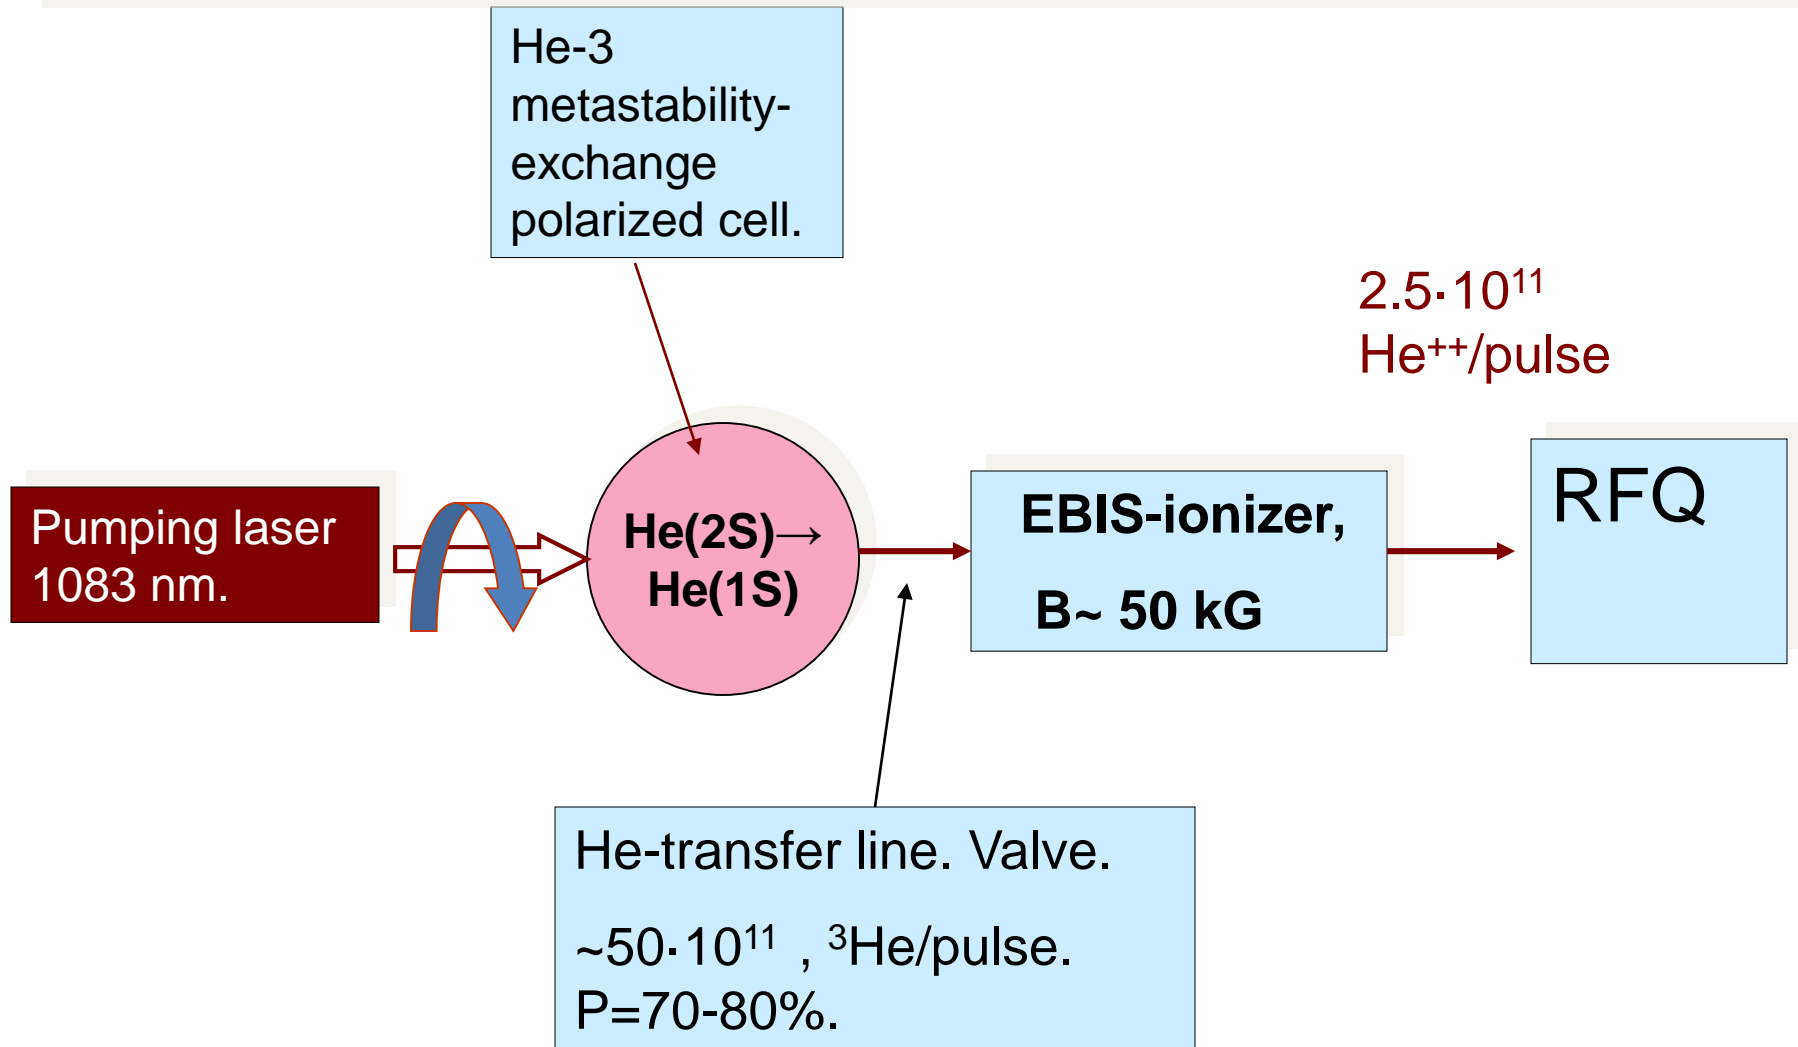 He-3
metastability-
exchange
polarized cell.
2.5·10¹¹
He⁺⁺/pulse
Pumping laser
1083 nm.
He(2S)→
He(1S)
EBIS-ionizer,
B~ 50 kG
RFQ
He-transfer line. Valve.
~50·10¹¹ , ³He/pulse.
P=70-80%.